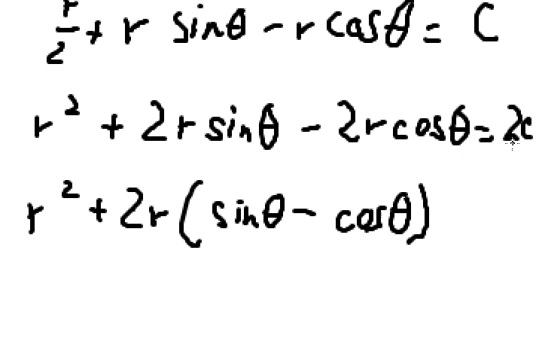 r/2 + r sinθ - r cosθ = C
r² + 2r sinθ - 2r cosθ = 2c
r² + 2r(sinθ - cosθ)